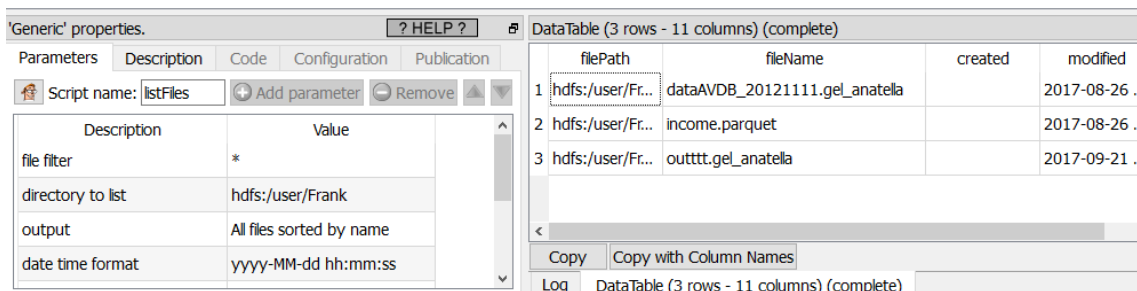 'Generic' properties.
? HELP ?
Parameters Description Code Configuration Publication
Script name: listFiles Add parameter Remove
Description Value
file filter *
directory to list hdfs:/user/Frank
output All files sorted by name
date time format yyyy-MM-dd hh:mm:ss
DataTable (3 rows - 11 columns) (complete)
filePath fileName created modified
1 hdfs:/user/Fr... dataAVDB_20121111.gel_anatella 2017-08-26 .
2 hdfs:/user/Fr... income.parquet 2017-08-26 .
3 hdfs:/user/Fr... outttt.gel_anatella 2017-09-21 .
Copy Copy with Column Names
Log DataTable (3 rows - 11 columns) (complete)